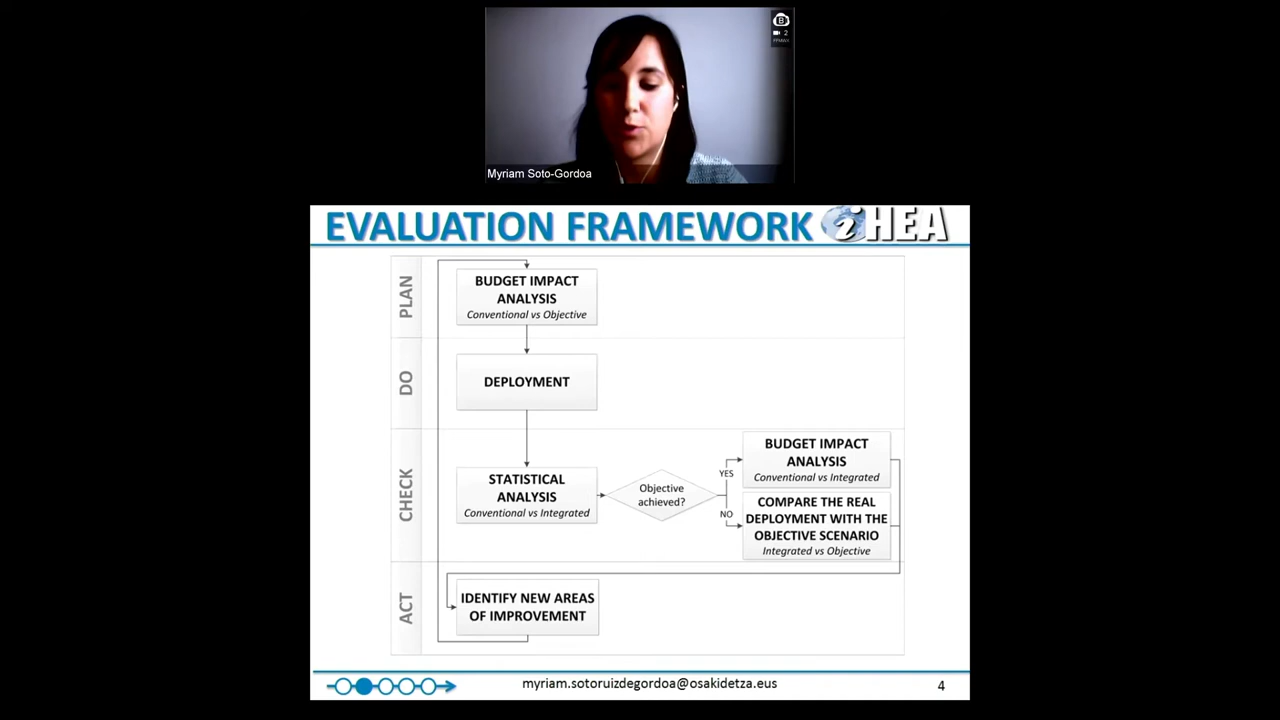 B
2
Myriam Soto-Gordoa
EVALUATION FRAMEWORK
iHEA
PLAN
BUDGET IMPACT
ANALYSIS
Conventional vs Objective
DO
DEPLOYMENT
CHECK
STATISTICAL
ANALYSIS
Conventional vs Integrated
Objective
achieved?
YES
NO
BUDGET IMPACT
ANALYSIS
Conventional vs Integrated
COMPARE THE REAL
DEPLOYMENT WITH THE
OBJECTIVE SCENARIO
Integrated vs Objective
ACT
IDENTIFY NEW AREAS
OF IMPROVEMENT
myriam.sotoruizdegordoa@osakidetza.eus
4